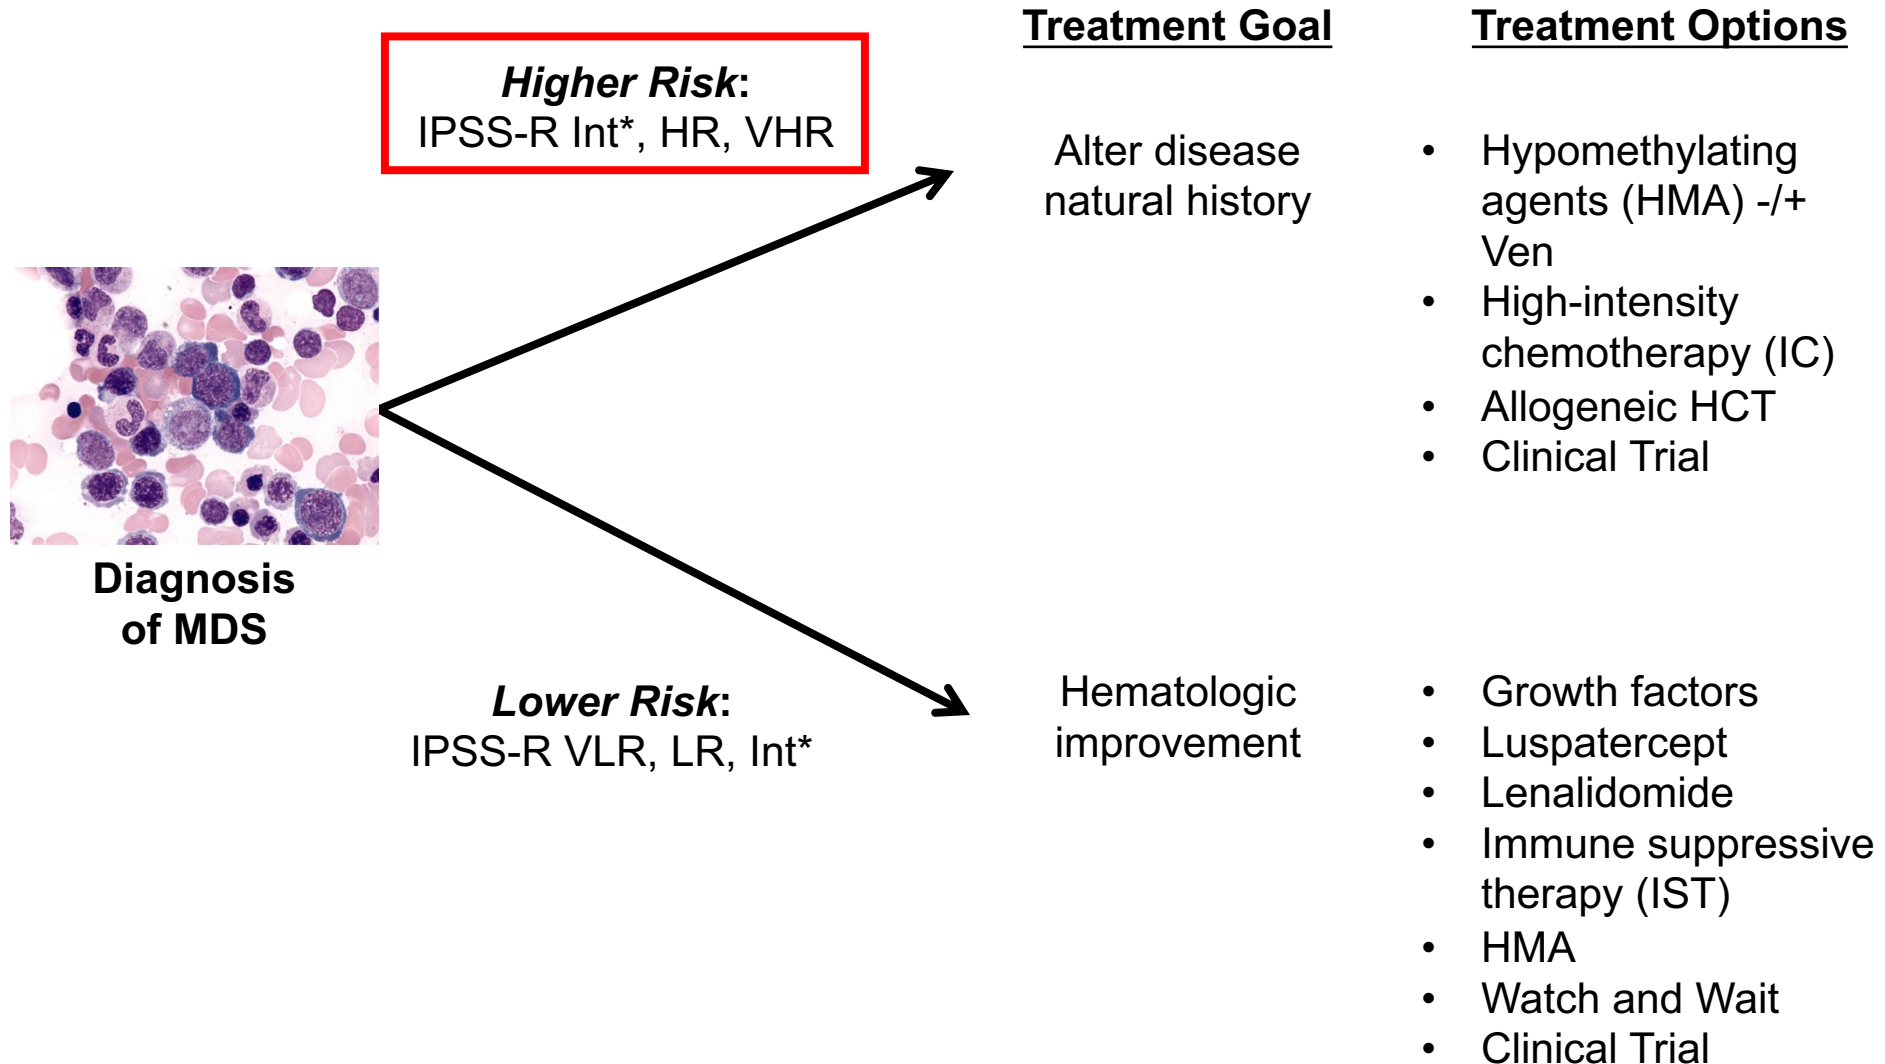 Treatment Goal
Treatment Options
Higher Risk:
IPSS-R Int*, HR, VHR
Alter disease
natural history
• Hypomethylating
agents (HMA) -/+
Ven
• High-intensity
chemotherapy (IC)
• Allogeneic HCT
• Clinical Trial
Diagnosis
of MDS
Lower Risk:
IPSS-R VLR, LR, Int*
Hematologic
improvement
• Growth factors
• Luspatercept
• Lenalidomide
• Immune suppressive
therapy (IST)
• HMA
• Watch and Wait
• Clinical Trial